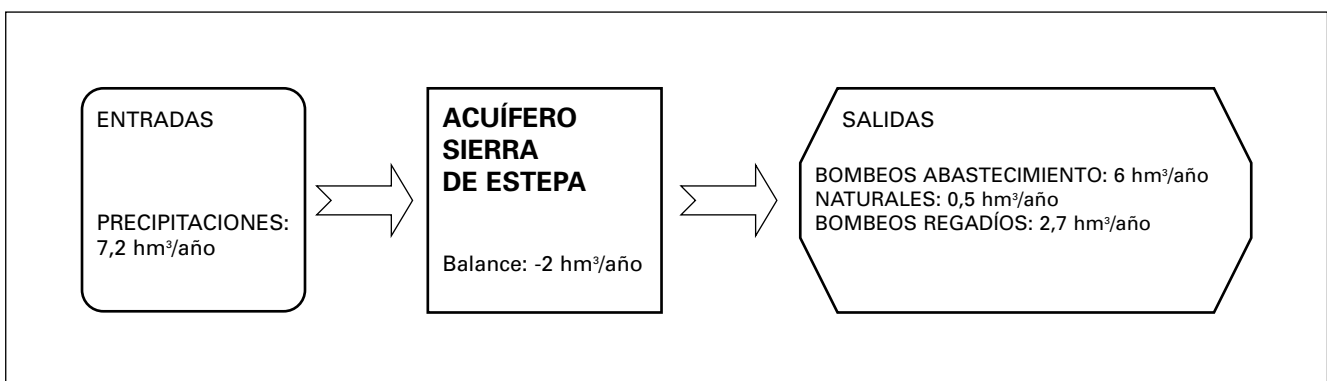 ENTRADAS
PRECIPITACIONES:
7,2 hm³/año
ACUÍFERO
SIERRA
DE ESTEPA
Balance: -2 hm³/año
SALIDAS
BOMBEOS ABASTECIMIENTO: 6 hm³/año
NATURALES: 0,5 hm³/año
BOMBEOS REGADÍOS: 2,7 hm³/año